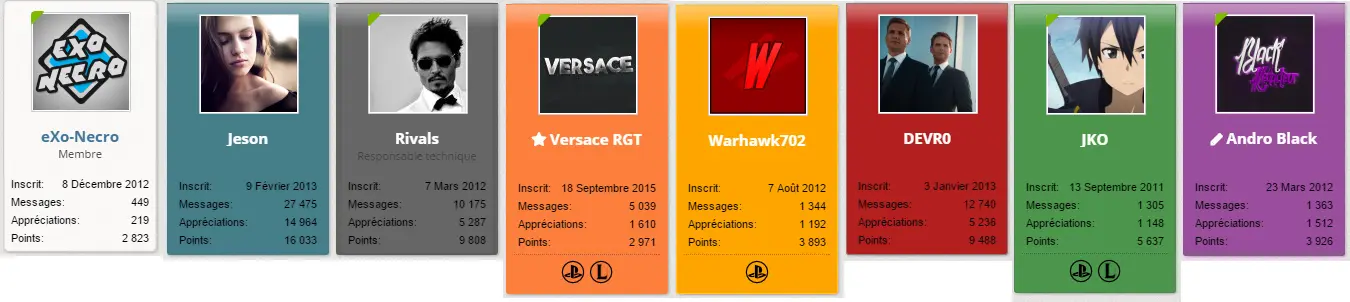 EXO
NECRO
eXo-Necro
Membre
Inscrit: 8 Décembre 2012
Messages: 449
Appréciations: 219
Points: 2 823
Jeson
Inscrit: 9 Février 2013
Messages: 27 475
Appréciations: 14 964
Points: 16 033
Rivals
Responsable technique
Inscrit: 7 Mars 2012
Messages: 10 175
Appréciations: 5 287
Points: 9 808
VERSACE
Versace RGT
Inscrit: 18 Septembre 2015
Messages: 5 039
Appréciations: 1 610
Points: 2 971
L
W
Warhawk702
Inscrit: 7 Août 2012
Messages: 1 344
Appréciations: 1 192
Points: 3 893
DEVR0
Inscrit: 3 Janvier 2013
Messages: 12 740
Appréciations: 5 236
Points: 9 488
JKO
Inscrit: 13 Septembre 2011
Messages: 1 305
Appréciations: 1 148
Points: 5 637
L
Black
Andro Black
Inscrit: 23 Mars 2012
Messages: 1 363
Appréciations: 1 512
Points: 3 926